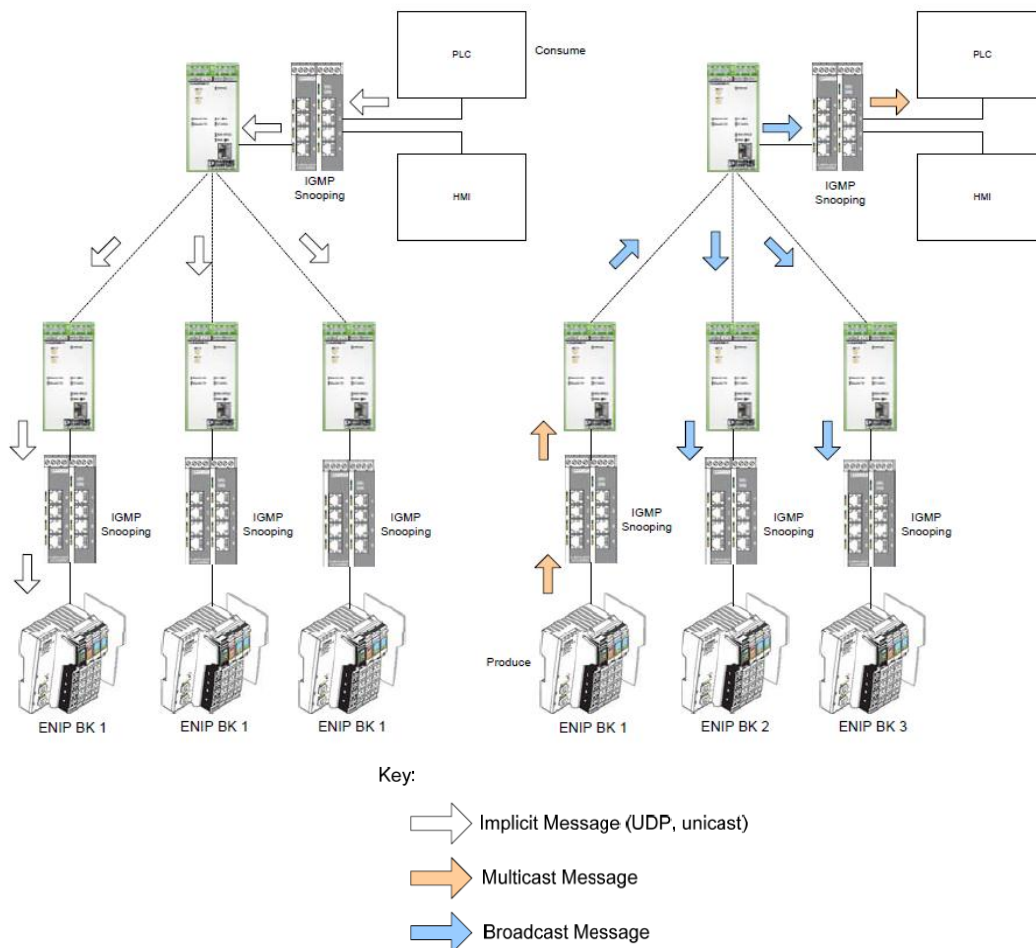 PLC
Consume
IGMP
Snooping
HMI
IGMP
Snooping
IGMP
Snooping
IGMP
Snooping
ENIP BK 1
ENIP BK 1
ENIP BK 1
PLC
IGMP
Snooping
HMI
IGMP
Snooping
IGMP
Snooping
IGMP
Snooping
Produce
ENIP BK 1
ENIP BK 2
ENIP BK 3
Key:
Implicit Message (UDP, unicast)
Multicast Message
Broadcast Message